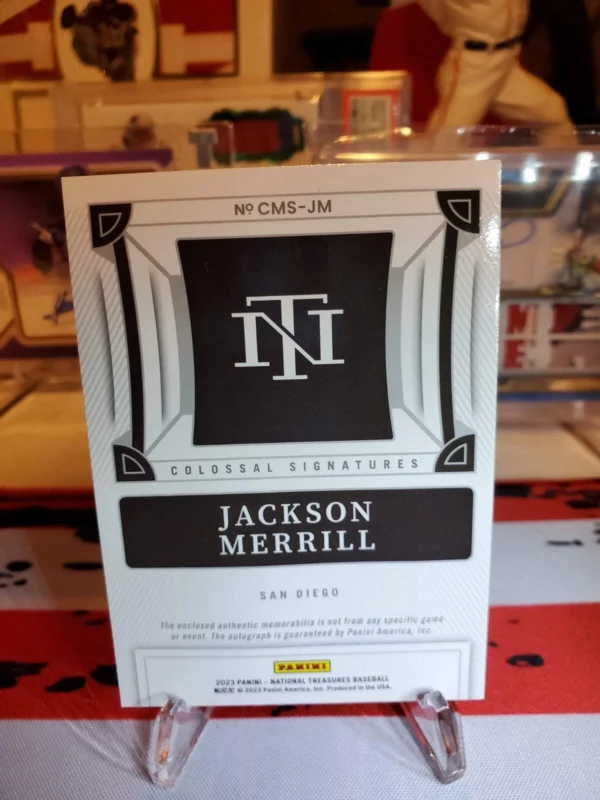 Nº CMS-JM
NT
COLOSSAL SIGNATURES
JACKSON
MERRILL
SAN DIEGO
The enclosed authentic memorabilia is not from any specific game
or event. The autograph is guaranteed by Panini America, Inc.
PANINI
2023 PANINI – NATIONAL TREASURES BASEBALL
© 2023 Panini America, Inc. Produced in the USA.